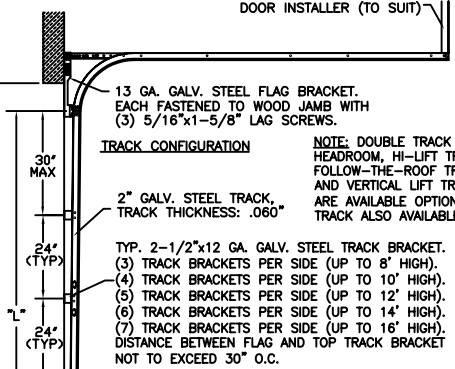 DOOR INSTALLER (TO SUIT)
13 GA. GALV. STEEL FLAG BRACKET.
EACH FASTENED TO WOOD JAMB WITH
(3) 5/16"x1-5/8" LAG SCREWS.
TRACK CONFIGURATION
NOTE: DOUBLE TRACK
HEADROOM, HI-LIFT
FOLLOW-THE-ROOF
AND VERTICAL LIFT
ARE AVAILABLE
TRACK ALSO
30"
MAX
2" GALV. STEEL TRACK,
TRACK THICKNESS: .060"
24"
(TYP)
TYP. 2-1/2"x12 GA. GALV. STEEL TRACK BRACKET.
(3) TRACK BRACKETS PER SIDE (UP TO 8' HIGH).
(4) TRACK BRACKETS PER SIDE (UP TO 10' HIGH).
(5) TRACK BRACKETS PER SIDE (UP TO 12' HIGH).
(6) TRACK BRACKETS PER SIDE (UP TO 14' HIGH).
(7) TRACK BRACKETS PER SIDE (UP TO 16' HIGH).
DISTANCE BETWEEN FLAG AND TOP TRACK BRACKET
NOT TO EXCEED 30" O.C.
"L"
24"
(TYP)